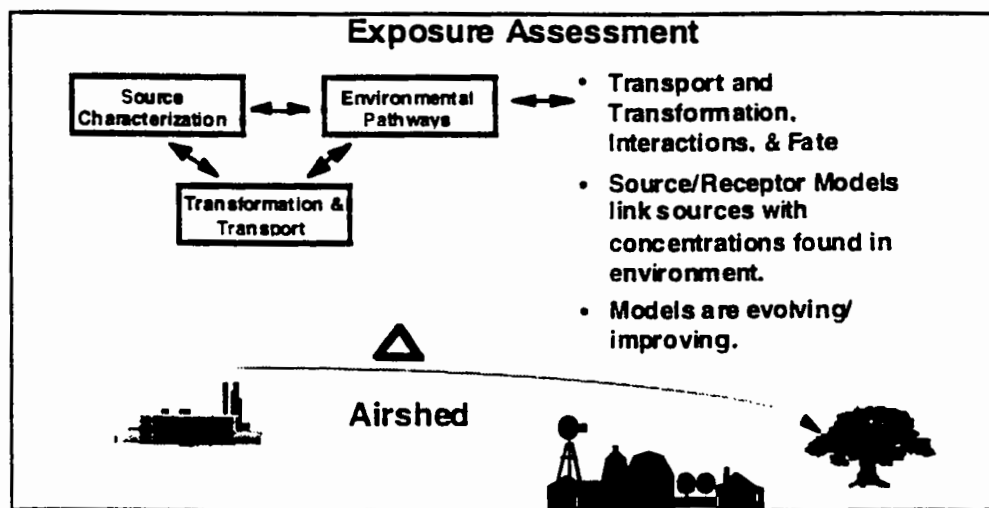 Exposure Assessment
Source
Characterization
Environmental
Pathways
Transformation &
Transport
• Transport and
Transformation,
Interactions, & Fate
• Source/Receptor Models
link sources with
concentrations found in
environment.
• Models are evolving/
improving.
Airshed